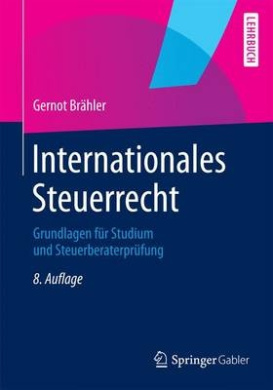 LEHRBUCH
Gernot Brähler
Internationales
Steuerrecht
Grundlagen für Studium
und Steuerberaterprüfung
8. Auflage
Springer Gabler